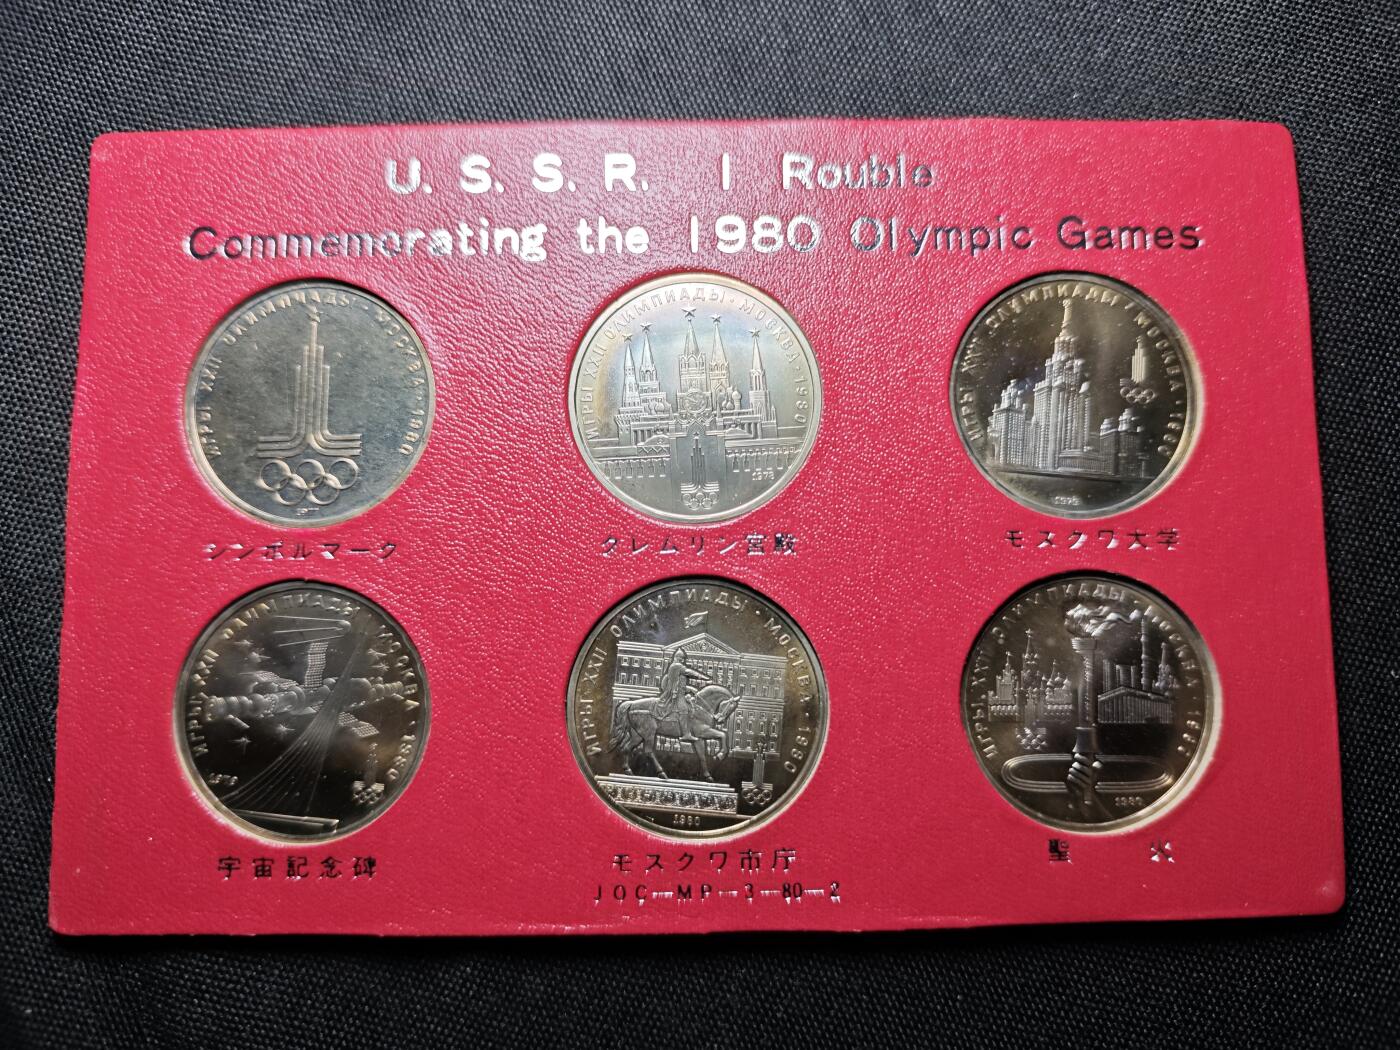 U. S. S. R. 1 Rouble
Commemorating the 1980 Olympic Games
ИГРЫ XXII ОЛИМПИАДЫ · МОСКВА · 1980
ИГРЫ XXII ОЛИМПИАДЫ · МОСКВА · 1980
1978
ИГРЫ XXII ОЛИМПИАДЫ · МОСКВА · 1980
1979
シンボルマーク クレムリン宮殿 モスクワ大学
ИГРЫ XXII ОЛИМПИАДЫ МОСКВА · 1980
1979
ИГРЫ XXII ОЛИМПИАДЫ · МОСКВА · 1980
1980
ИГРЫ XXII ОЛИМПИАДЫ · МОСКВА · 1980
1980
宇宙記念碑 モスクワ市庁 聖 火
JOC-MP-3-80-2